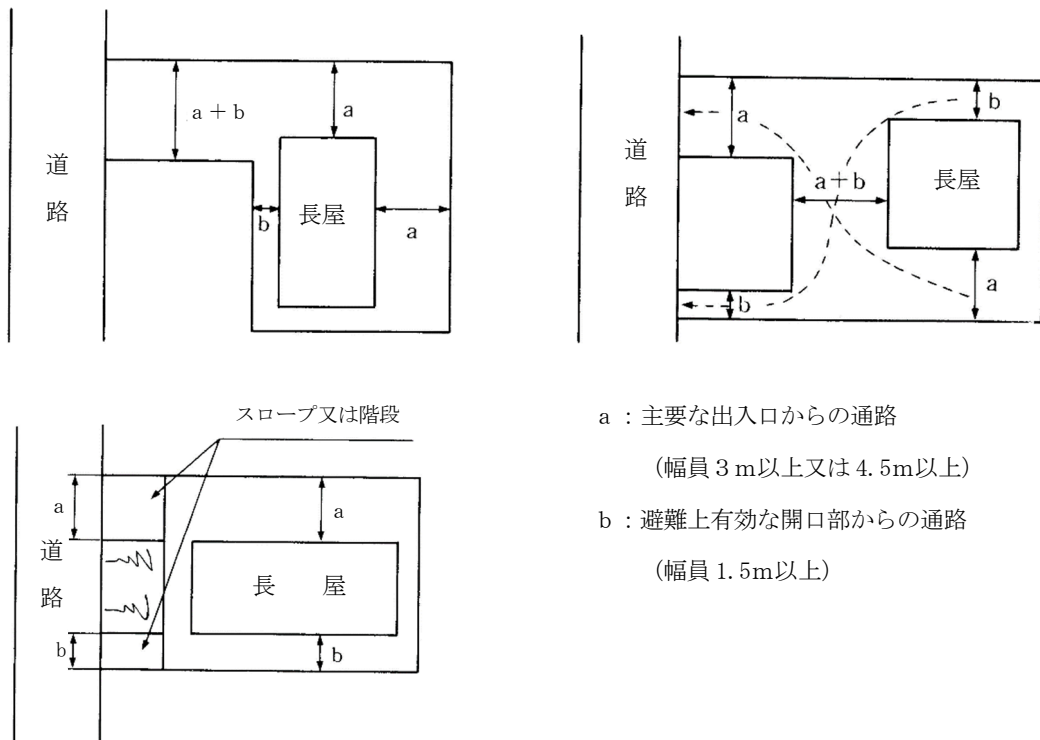 道
路
a+b
a
長屋
b
a
道
路
a
b
a+b
長屋
a
b
スロープ又は階段
a
道
路
b
a
長 屋
b
a:主要な出入口からの通路
(幅員3m以上又は4.5m以上)
b:避難上有効な開口部からの通路
(幅員1.5m以上)